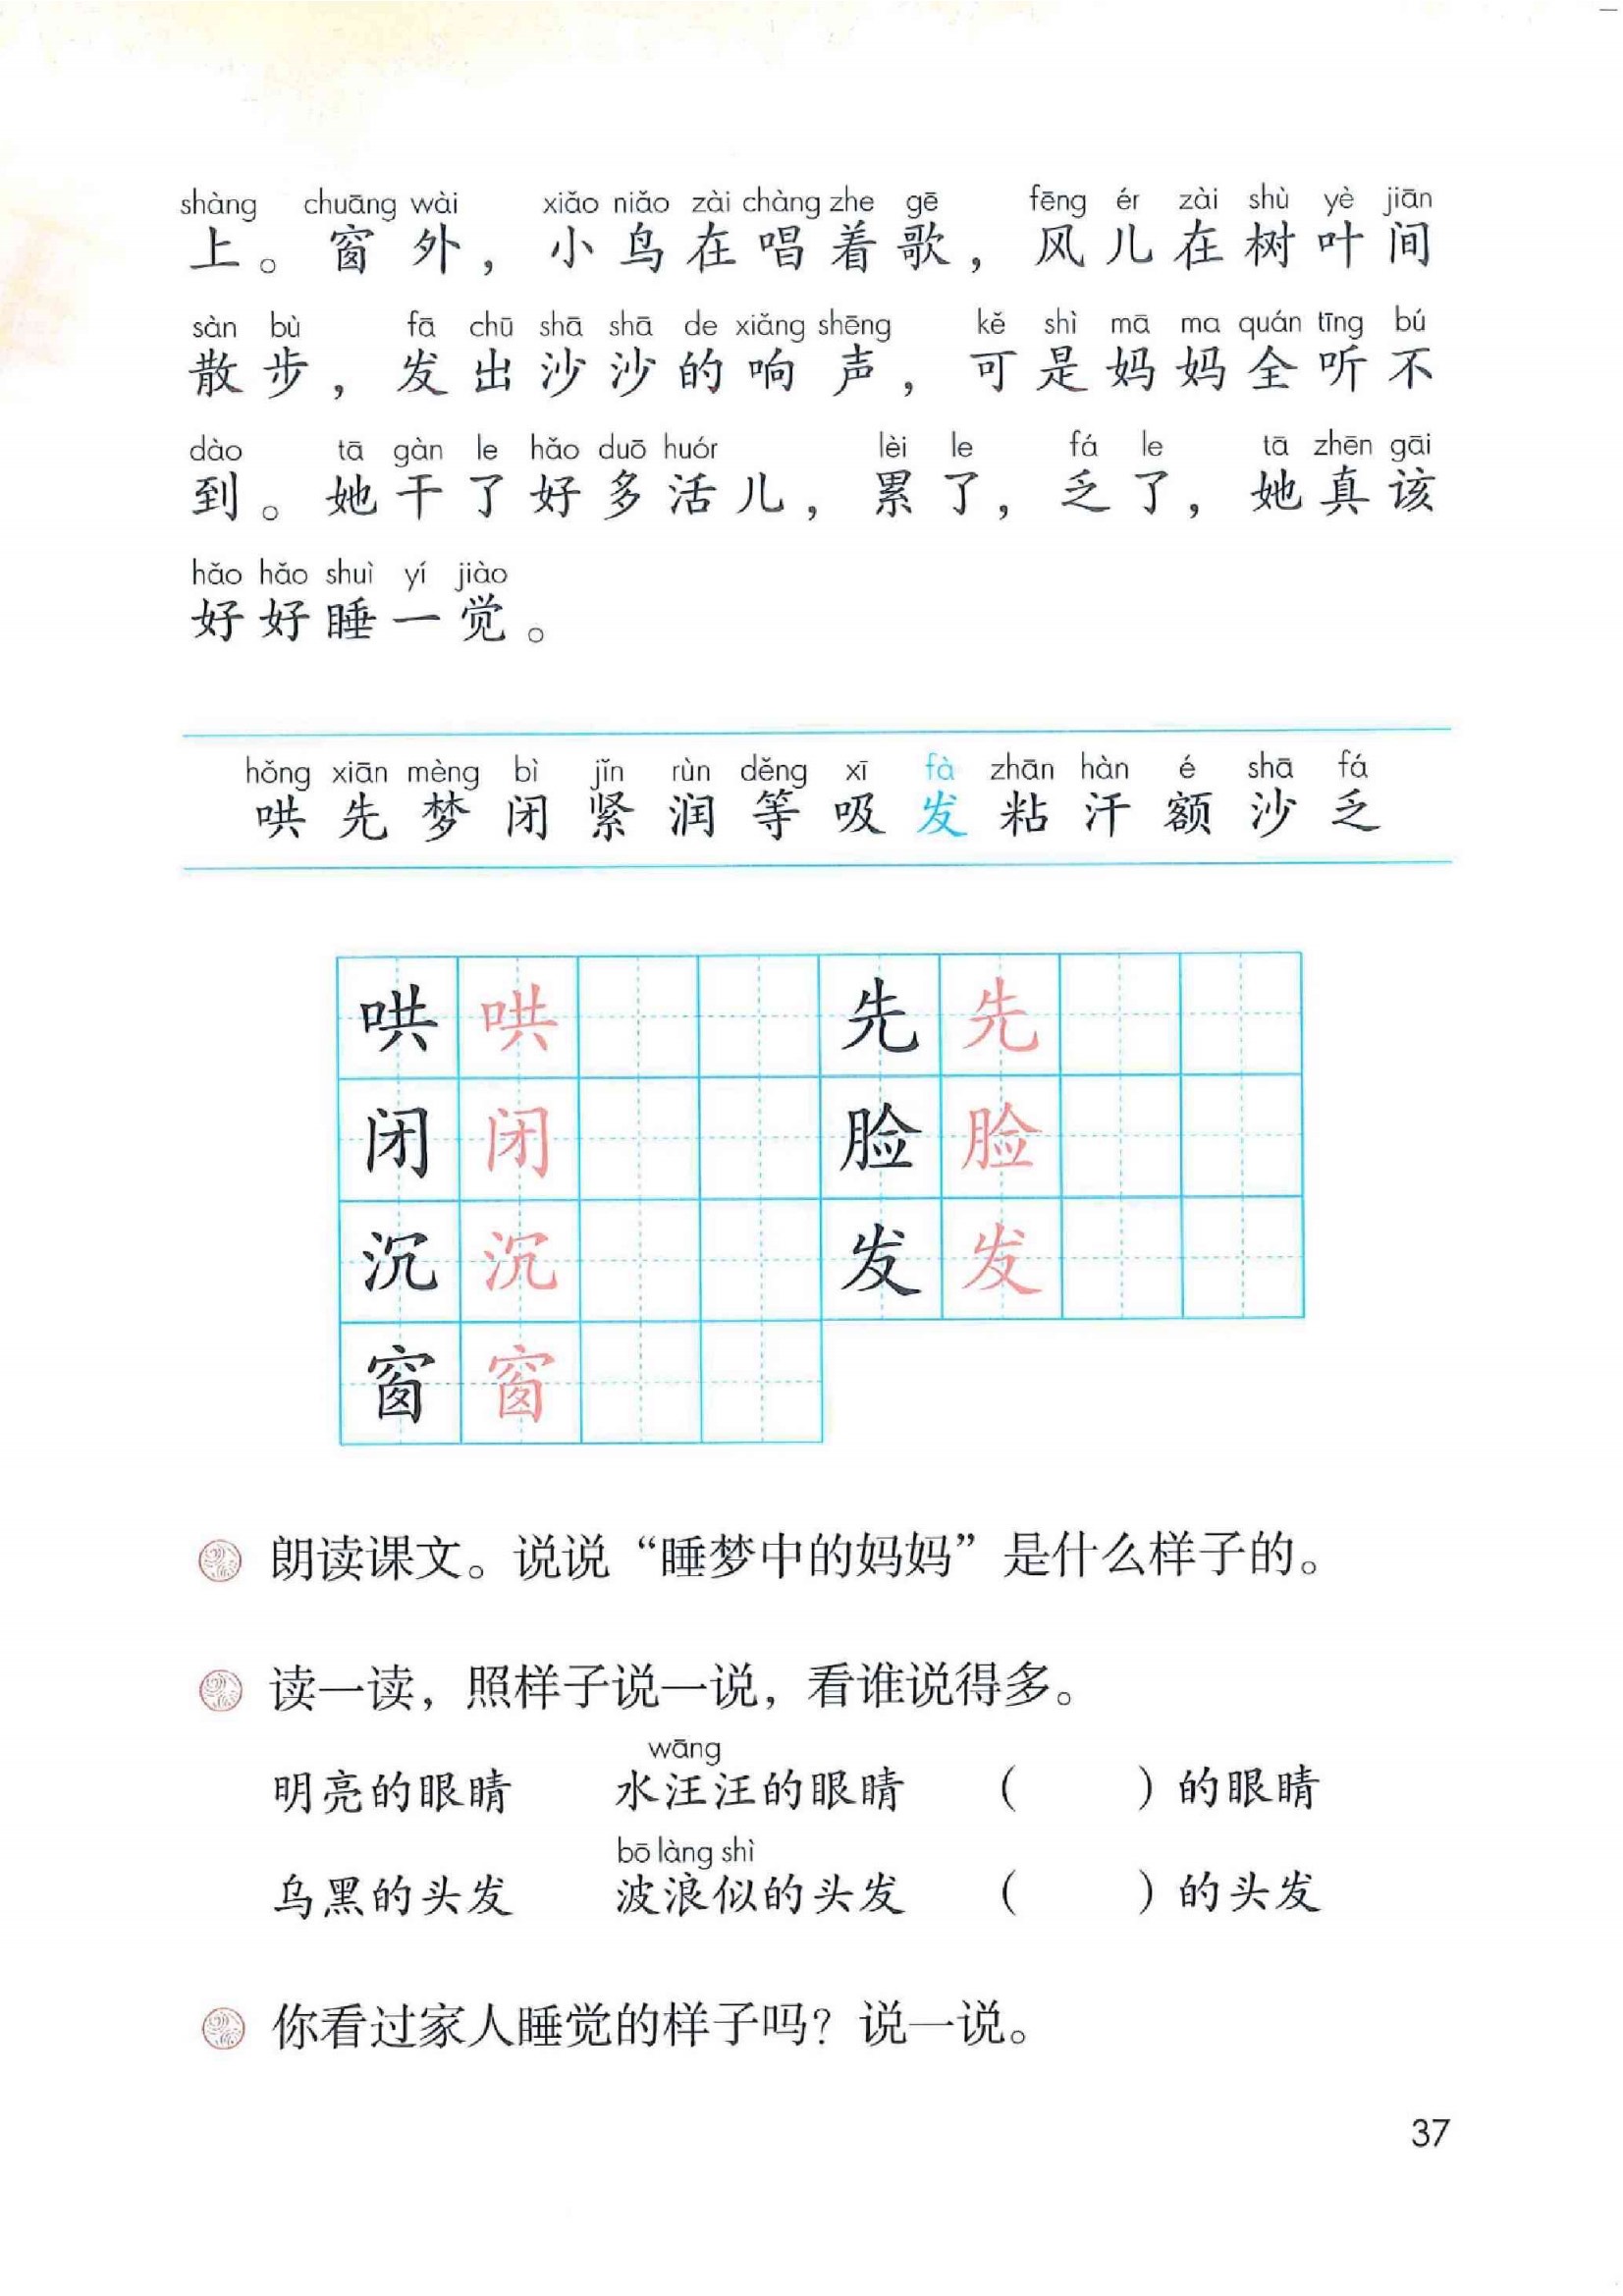 shàng chuāng wài xiǎo niǎo zài chàng zhe gē fēng ér zài shù yè jiān
上。窗外，小鸟在唱着歌，风儿在树叶间
sàn bù fā chū shā shā de xiǎng shēng kě shì mā ma quán tīng bú
散步，发出沙沙的响声，可是妈妈全听不
dào tā gàn le hǎo duō huór lèi le fá le tā zhēn gāi
到。她干了好多活儿，累了，乏了，她真该
hǎo hǎo shuì yí jiào
好好睡一觉。
hǒng xiān mèng bì jǐn rùn děng xī fà zhān hàn é shā fá
哄先梦闭紧润等吸发粘汗额沙乏
哄 哄 先 先
闭 闭 脸 脸
沉 沉 发 发
窗 窗
朗读课文。说说“睡梦中的妈妈”是什么样子的。
读一读，照样子说一说，看谁说得多。
wāng
明亮的眼睛 水汪汪的眼睛 （ ）的眼睛
bō làng shì
乌黑的头发 波浪似的头发 （ ）的头发
你看过家人睡觉的样子吗？说一说。
37